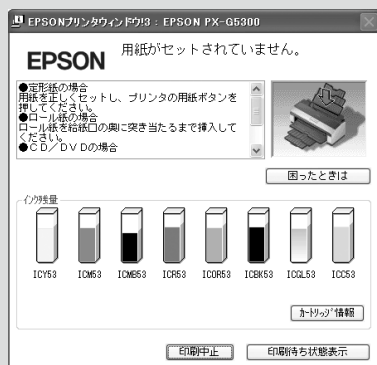 EPSONプリンタウィンドウ!3 : EPSON PX-G5300
EPSON
用紙がセットされていません。
●定形紙の場合
用紙を正しくセットし、プリンタの用紙ボタンを
押してください。
●ロール紙の場合
ロール紙を給紙口の奥に突き当たるまで挿入して
ください。
●CD/DVDの場合
困ったときは
インク残量
ICY53 ICM53 ICMB53 ICR53 ICOR53 ICBK53 ICGL53 ICC53
カートリッジ情報
印刷中止 印刷待ち状態表示